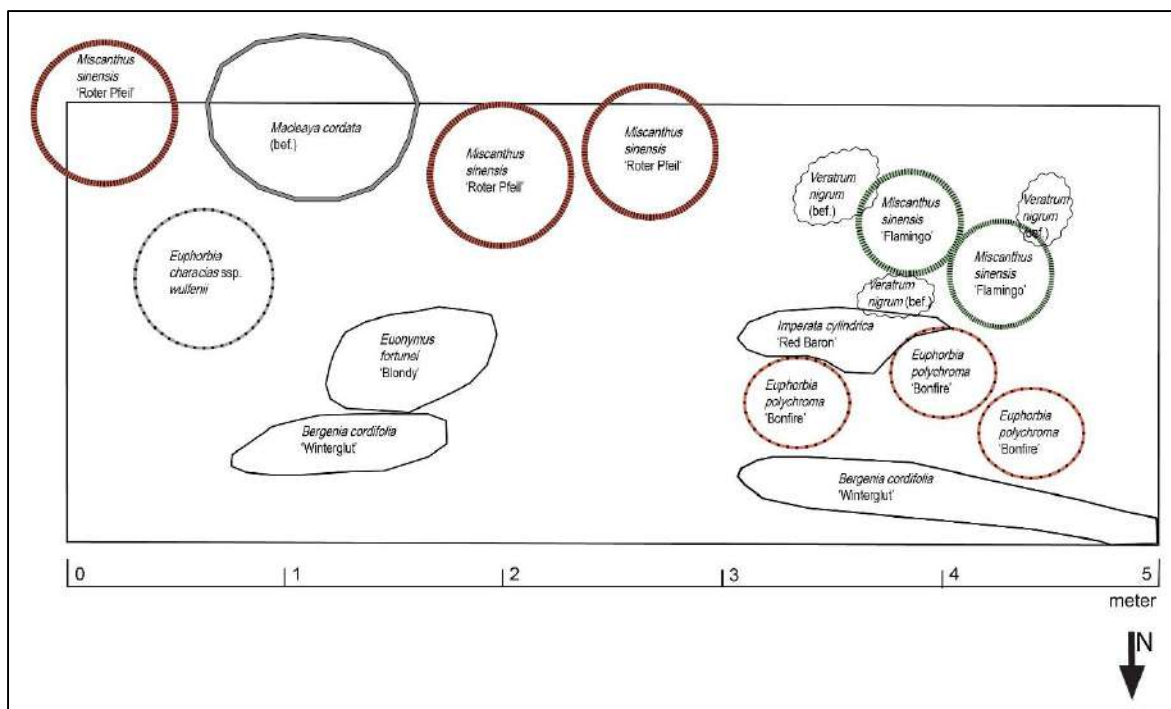 Miscanthus
sinensis
'Roter Pfeil'
Macleaya cordata
(bef.)
Miscanthus
sinensis
'Roter Pfeil'
Miscanthus
sinensis
'Roter Pfeil'
Veratrum
nigrum
(bef.)
Miscanthus
sinensis
'Flamingo'
Veratrum
nigrum
(bef.)
Miscanthus
sinensis
'Flamingo'
Veratrum
nigrum (bef.)
Euphorbia
characias ssp.
wulfenii
Euonymus
fortunei
'Blondy'
Bergenia cordifolia
'Winterglut'
Imperata cylindrica
'Red Baron'
Euphorbia
polychroma
'Bonfire'
Euphorbia
polychroma
'Bonfire'
Euphorbia
polychroma
'Bonfire'
Bergenia cordifolia
'Winterglut'
0 1 2 3 4 5
meter
N